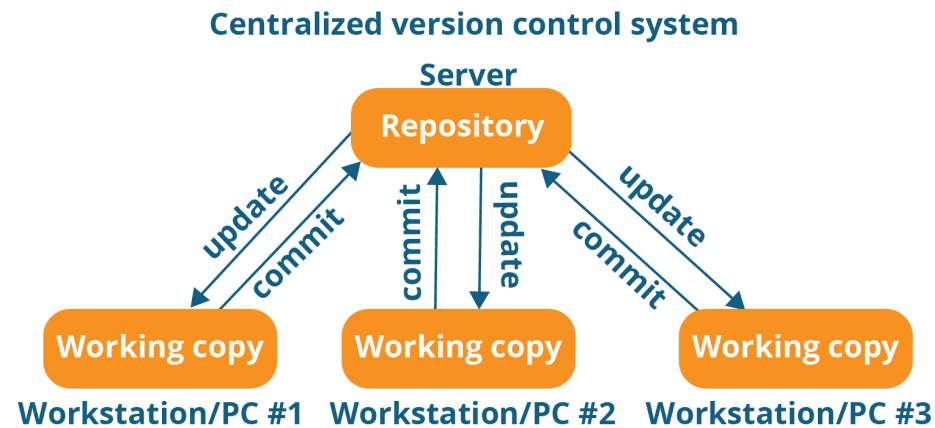 Centralized version control system
Server
Repository
update
commit
commit
update
update
commit
Working copy
Working copy
Working copy
Workstation/PC #1
Workstation/PC #2
Workstation/PC #3